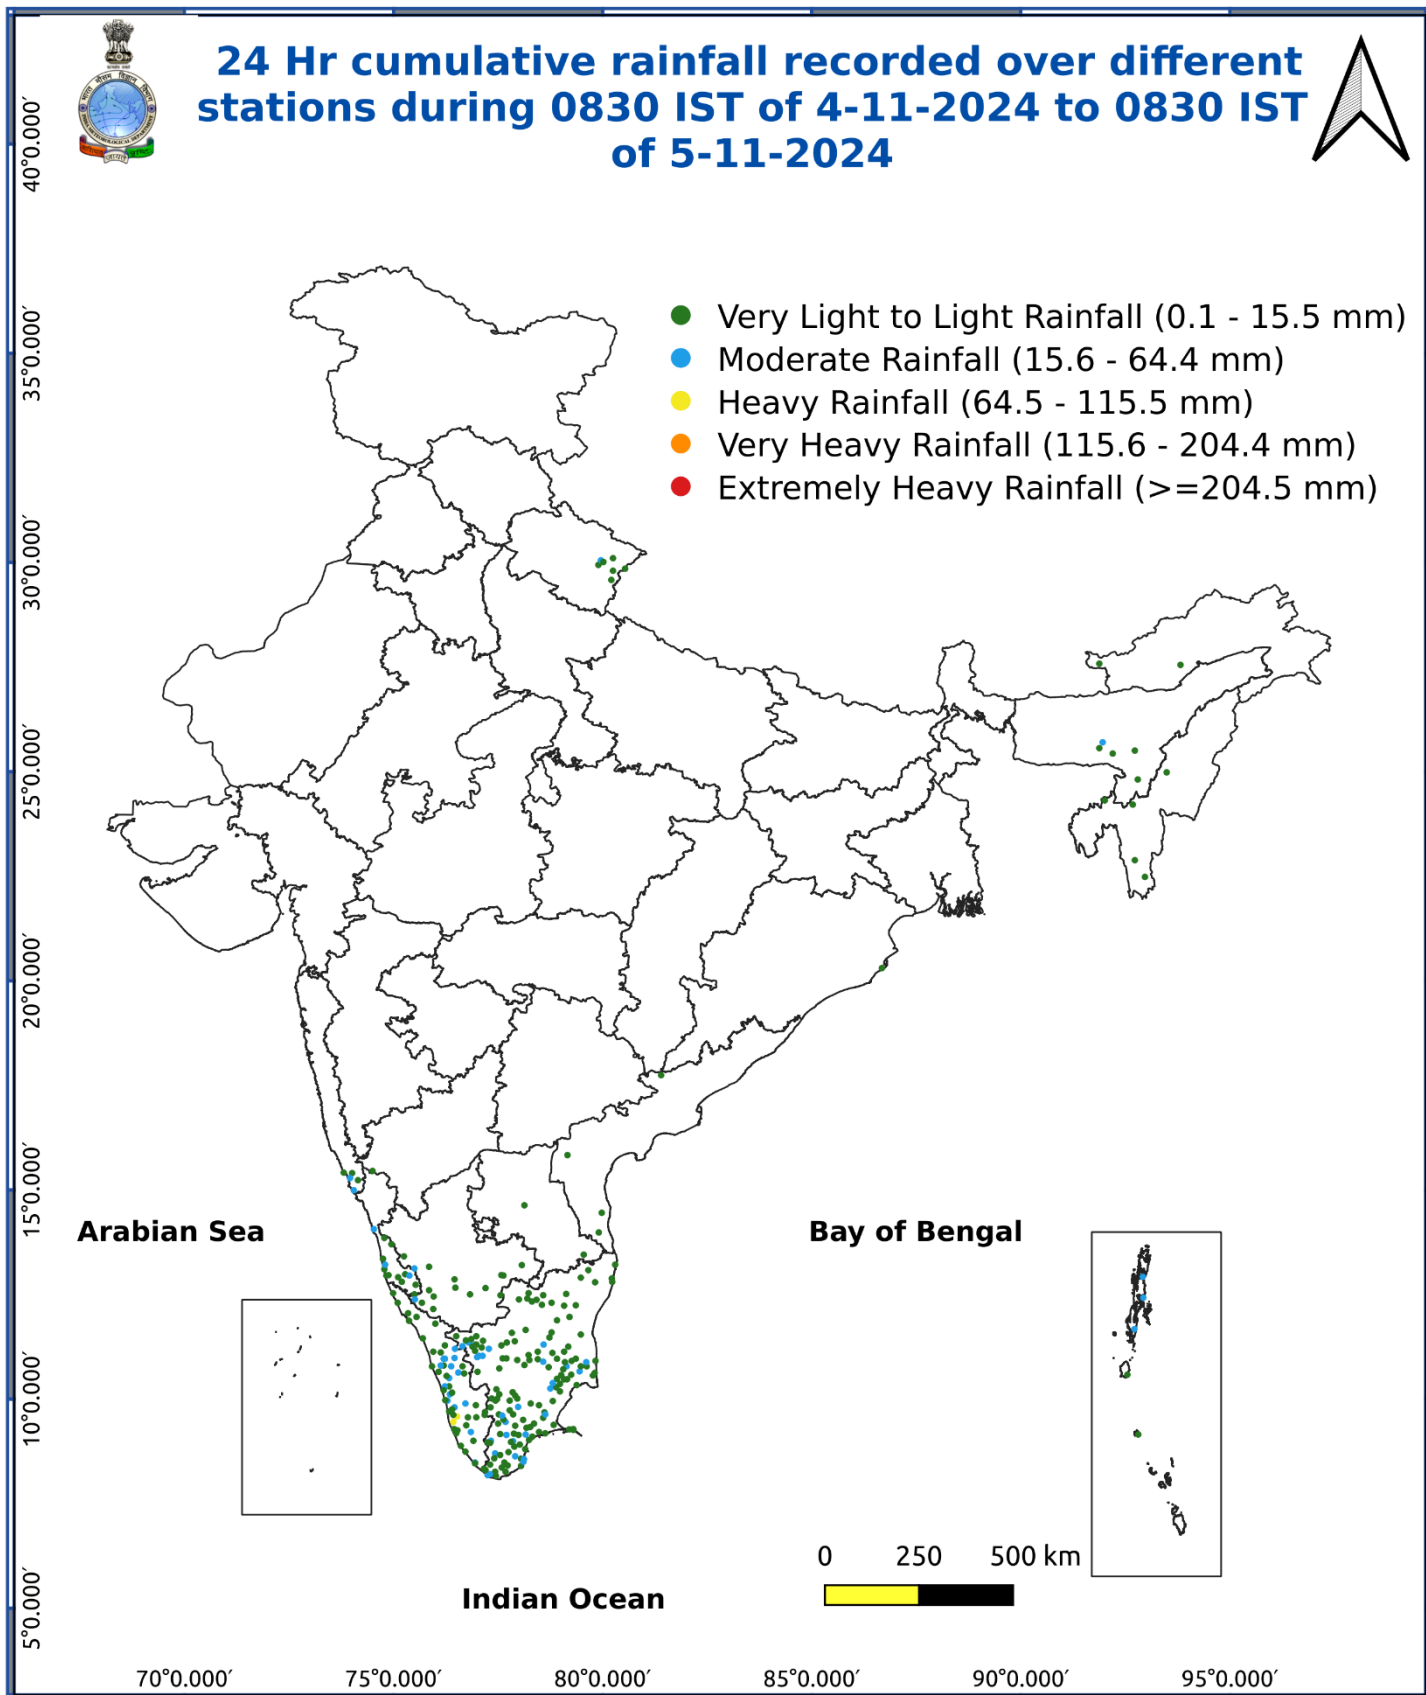 24 Hr cumulative rainfall recorded over different
stations during 0830 IST of 4-11-2024 to 0830 IST
of 5-11-2024
40°0.000′
35°0.000′
30°0.000′
25°0.000′
20°0.000′
15°0.000′
10°0.000′
5°0.000′
Very Light to Light Rainfall (0.1 - 15.5 mm)
Moderate Rainfall (15.6 - 64.4 mm)
Heavy Rainfall (64.5 - 115.5 mm)
Very Heavy Rainfall (115.6 - 204.4 mm)
Extremely Heavy Rainfall (>=204.5 mm)
Arabian Sea
Bay of Bengal
0 250 500 km
Indian Ocean
70°0.000′ 75°0.000′ 80°0.000′ 85°0.000′ 90°0.000′ 95°0.000′